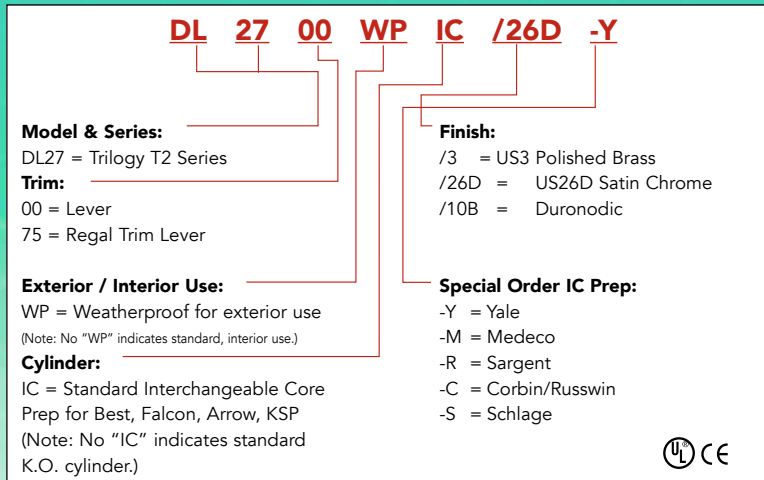 DL 27 00 WP IC /26D -Y
Model & Series:
DL27 = Trilogy T2 Series
Trim:
00 = Lever
75 = Regal Trim Lever
Exterior / Interior Use:
WP = Weatherproof for exterior use
(Note: No "WP" indicates standard, interior use.)
Cylinder:
IC = Standard Interchangeable Core
Prep for Best, Falcon, Arrow, KSP
(Note: No "IC" indicates standard
K.O. cylinder.)
Finish:
/3 = US3 Polished Brass
/26D = US26D Satin Chrome
/10B = Duronodic
Special Order IC Prep:
-Y = Yale
-M = Medeco
-R = Sargent
-C = Corbin/Russwin
-S = Schlage
UL® CE